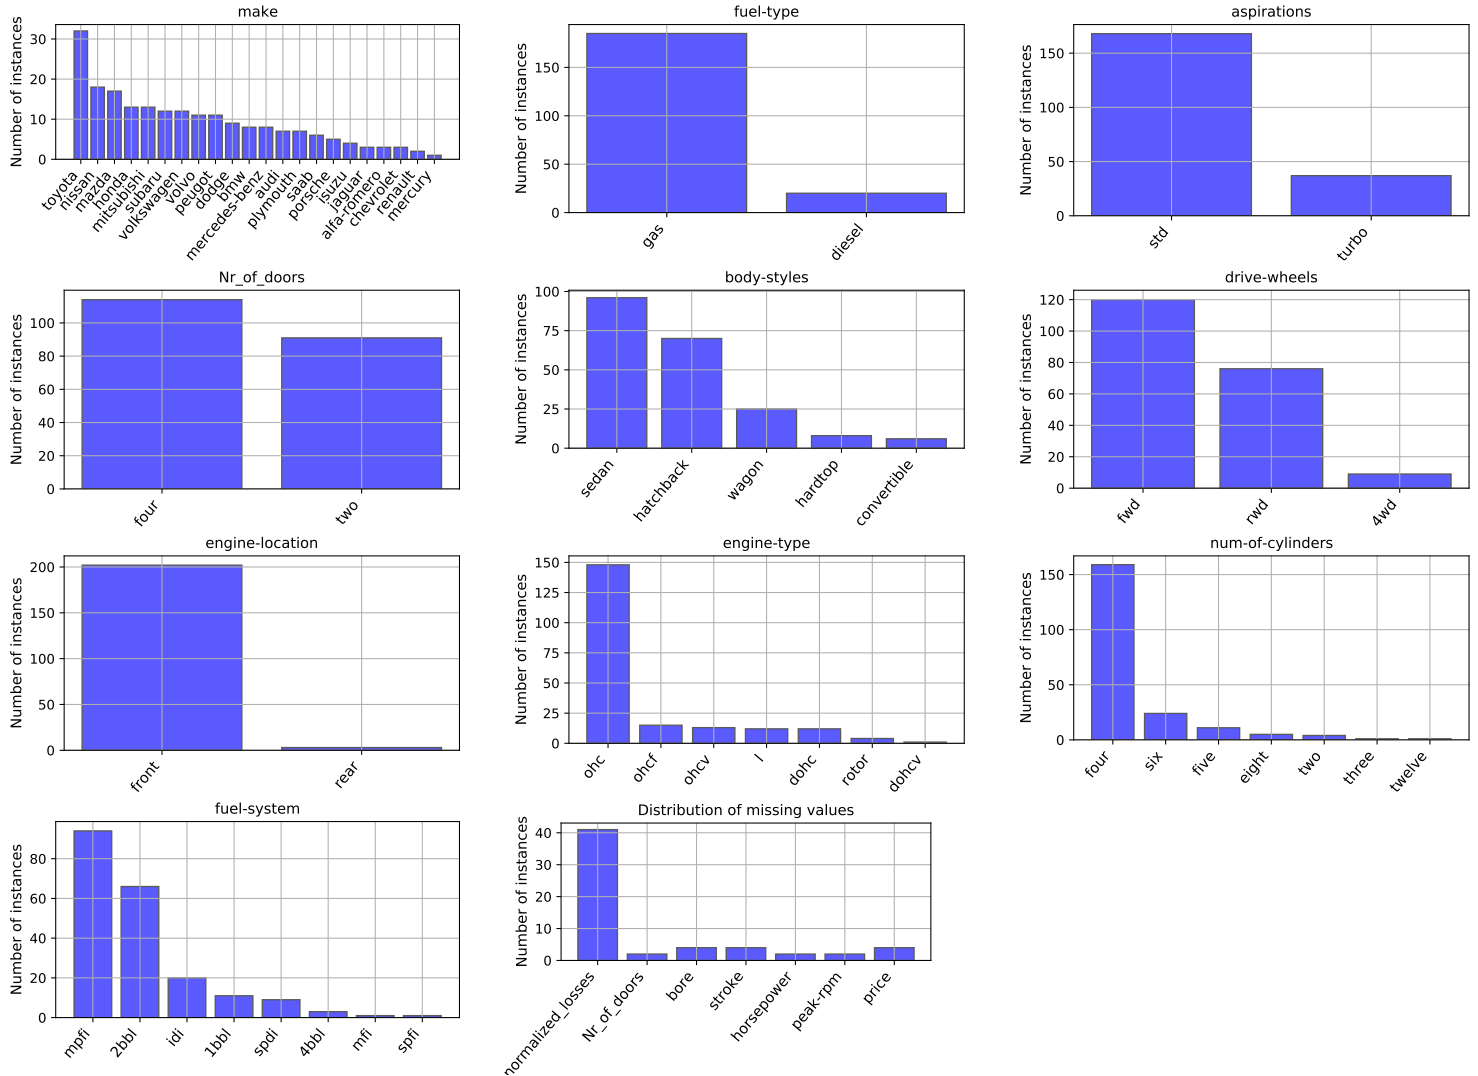 make
Number of instances
30
20
10
0
toyota
nissan
mazda
honda
mitsubishi
subaru
volkswagen
volvo
peugot
dodge
bmw
mercedes-benz
audi
plymouth
saab
porsche
isuzu
jaguar
alfa-romero
chevrolet
renault
mercury
fuel-type
Number of instances
150
100
50
0
gas
diesel
aspirations
Number of instances
150
100
50
0
std
turbo
Nr_of_doors
Number of instances
100
80
60
40
20
0
four
two
body-styles
Number of instances
100
75
50
25
0
sedan
hatchback
wagon
hardtop
convertible
drive-wheels
Number of instances
120
100
80
60
40
20
0
fwd
rwd
4wd
engine-location
Number of instances
200
150
100
50
0
front
rear
engine-type
Number of instances
150
125
100
75
50
25
0
ohc
ohcf
ohcv
l
dohc
rotor
dohcv
num-of-cylinders
Number of instances
150
100
50
0
four
six
five
eight
two
three
twelve
fuel-system
Number of instances
80
60
40
20
0
mpfi
2bbl
idi
1bbl
spdi
4bbl
mfi
spfi
Distribution of missing values
Number of instances
40
30
20
10
0
normalized_losses
Nr_of_doors
bore
stroke
horsepower
peak-rpm
price